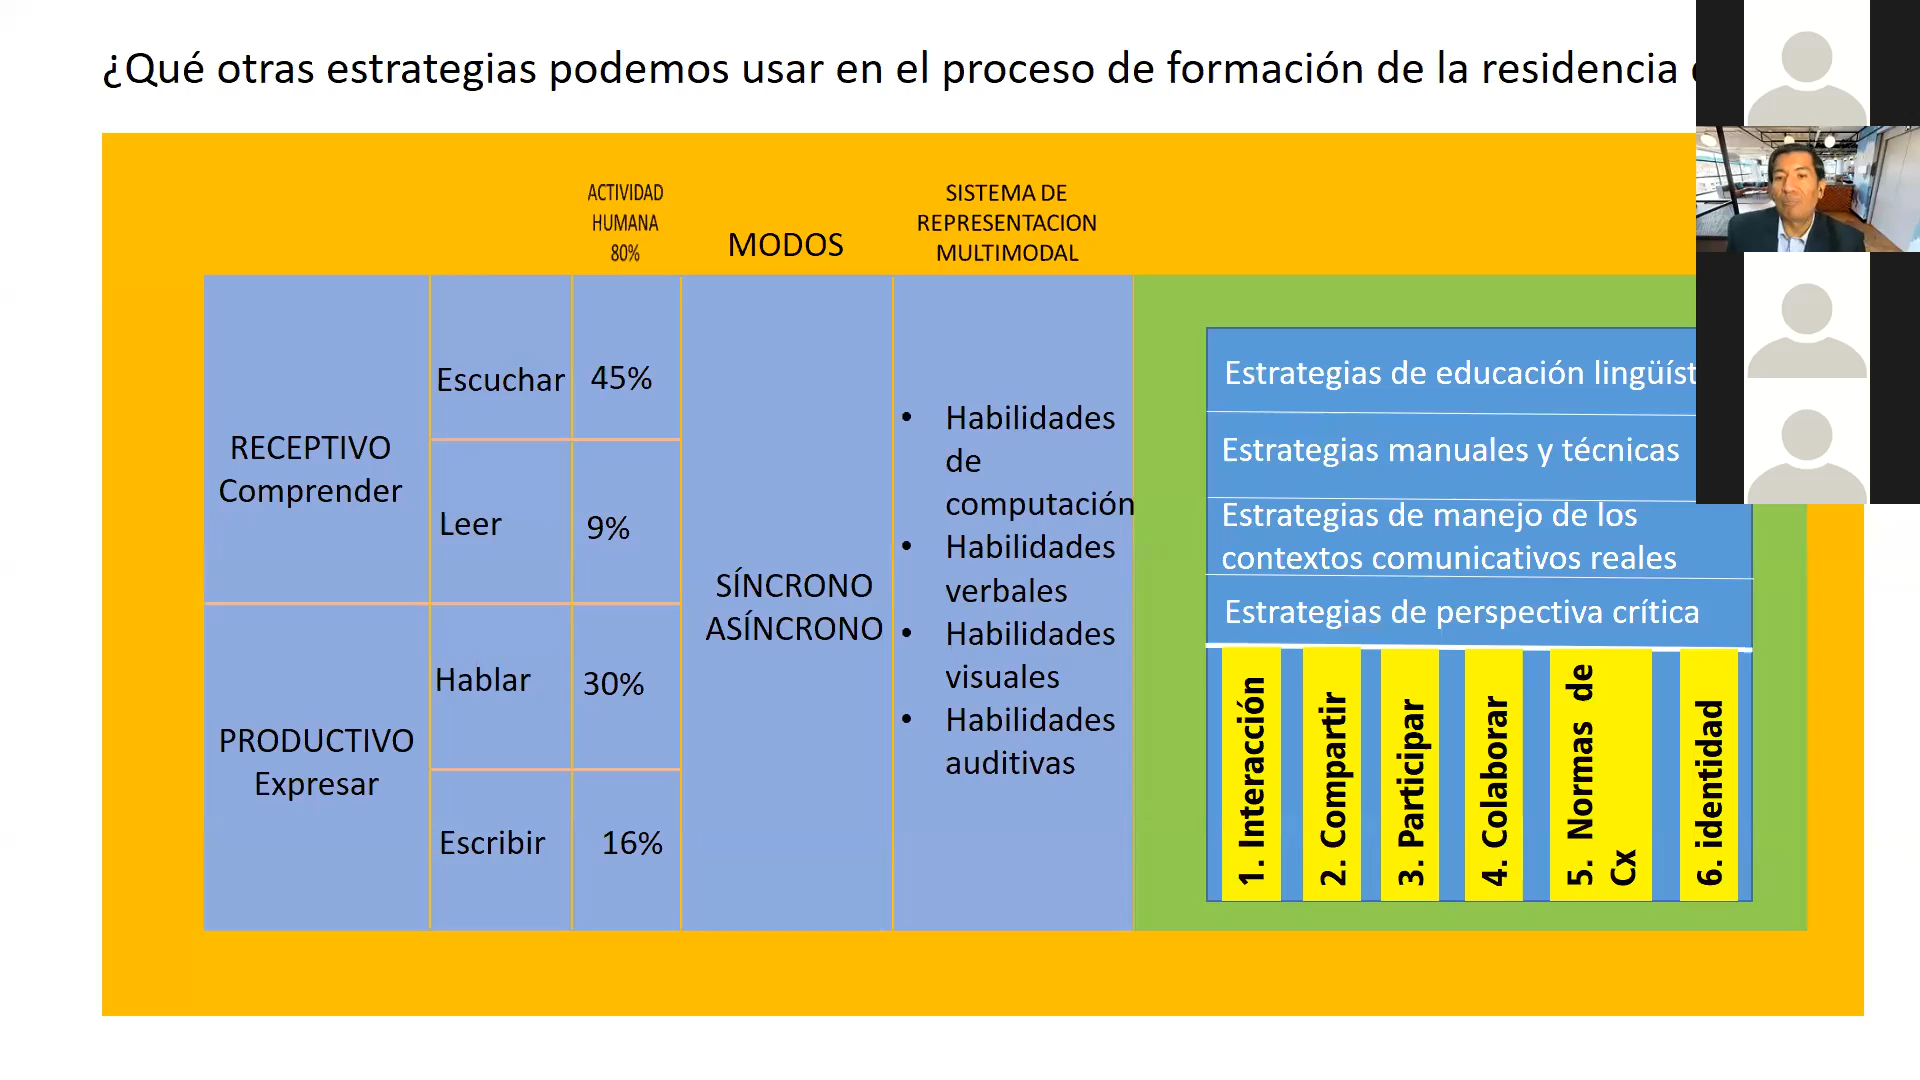 ¿Qué otras estrategias podemos usar en el proceso de formación de la residencia
ACTIVIDAD
HUMANA
80%
MODOS
SISTEMA DE
REPRESENTACION
MULTIMODAL
RECEPTIVO
Comprender
Escuchar
45%
Leer
9%
PRODUCTIVO
Expresar
Hablar
30%
Escribir
16%
SÍNCRONO
ASÍNCRONO
• Habilidades
de
computación
• Habilidades
verbales
• Habilidades
visuales
• Habilidades
auditivas
Estrategias de educación
Estrategias manuales y técnicas
Estrategias de manejo de los
contextos comunicativos reales
Estrategias de perspectiva crítica
1. Interacción
2. Compartir
3. Participar
4. Colaborar
5. Normas de
Cx
6. identidad